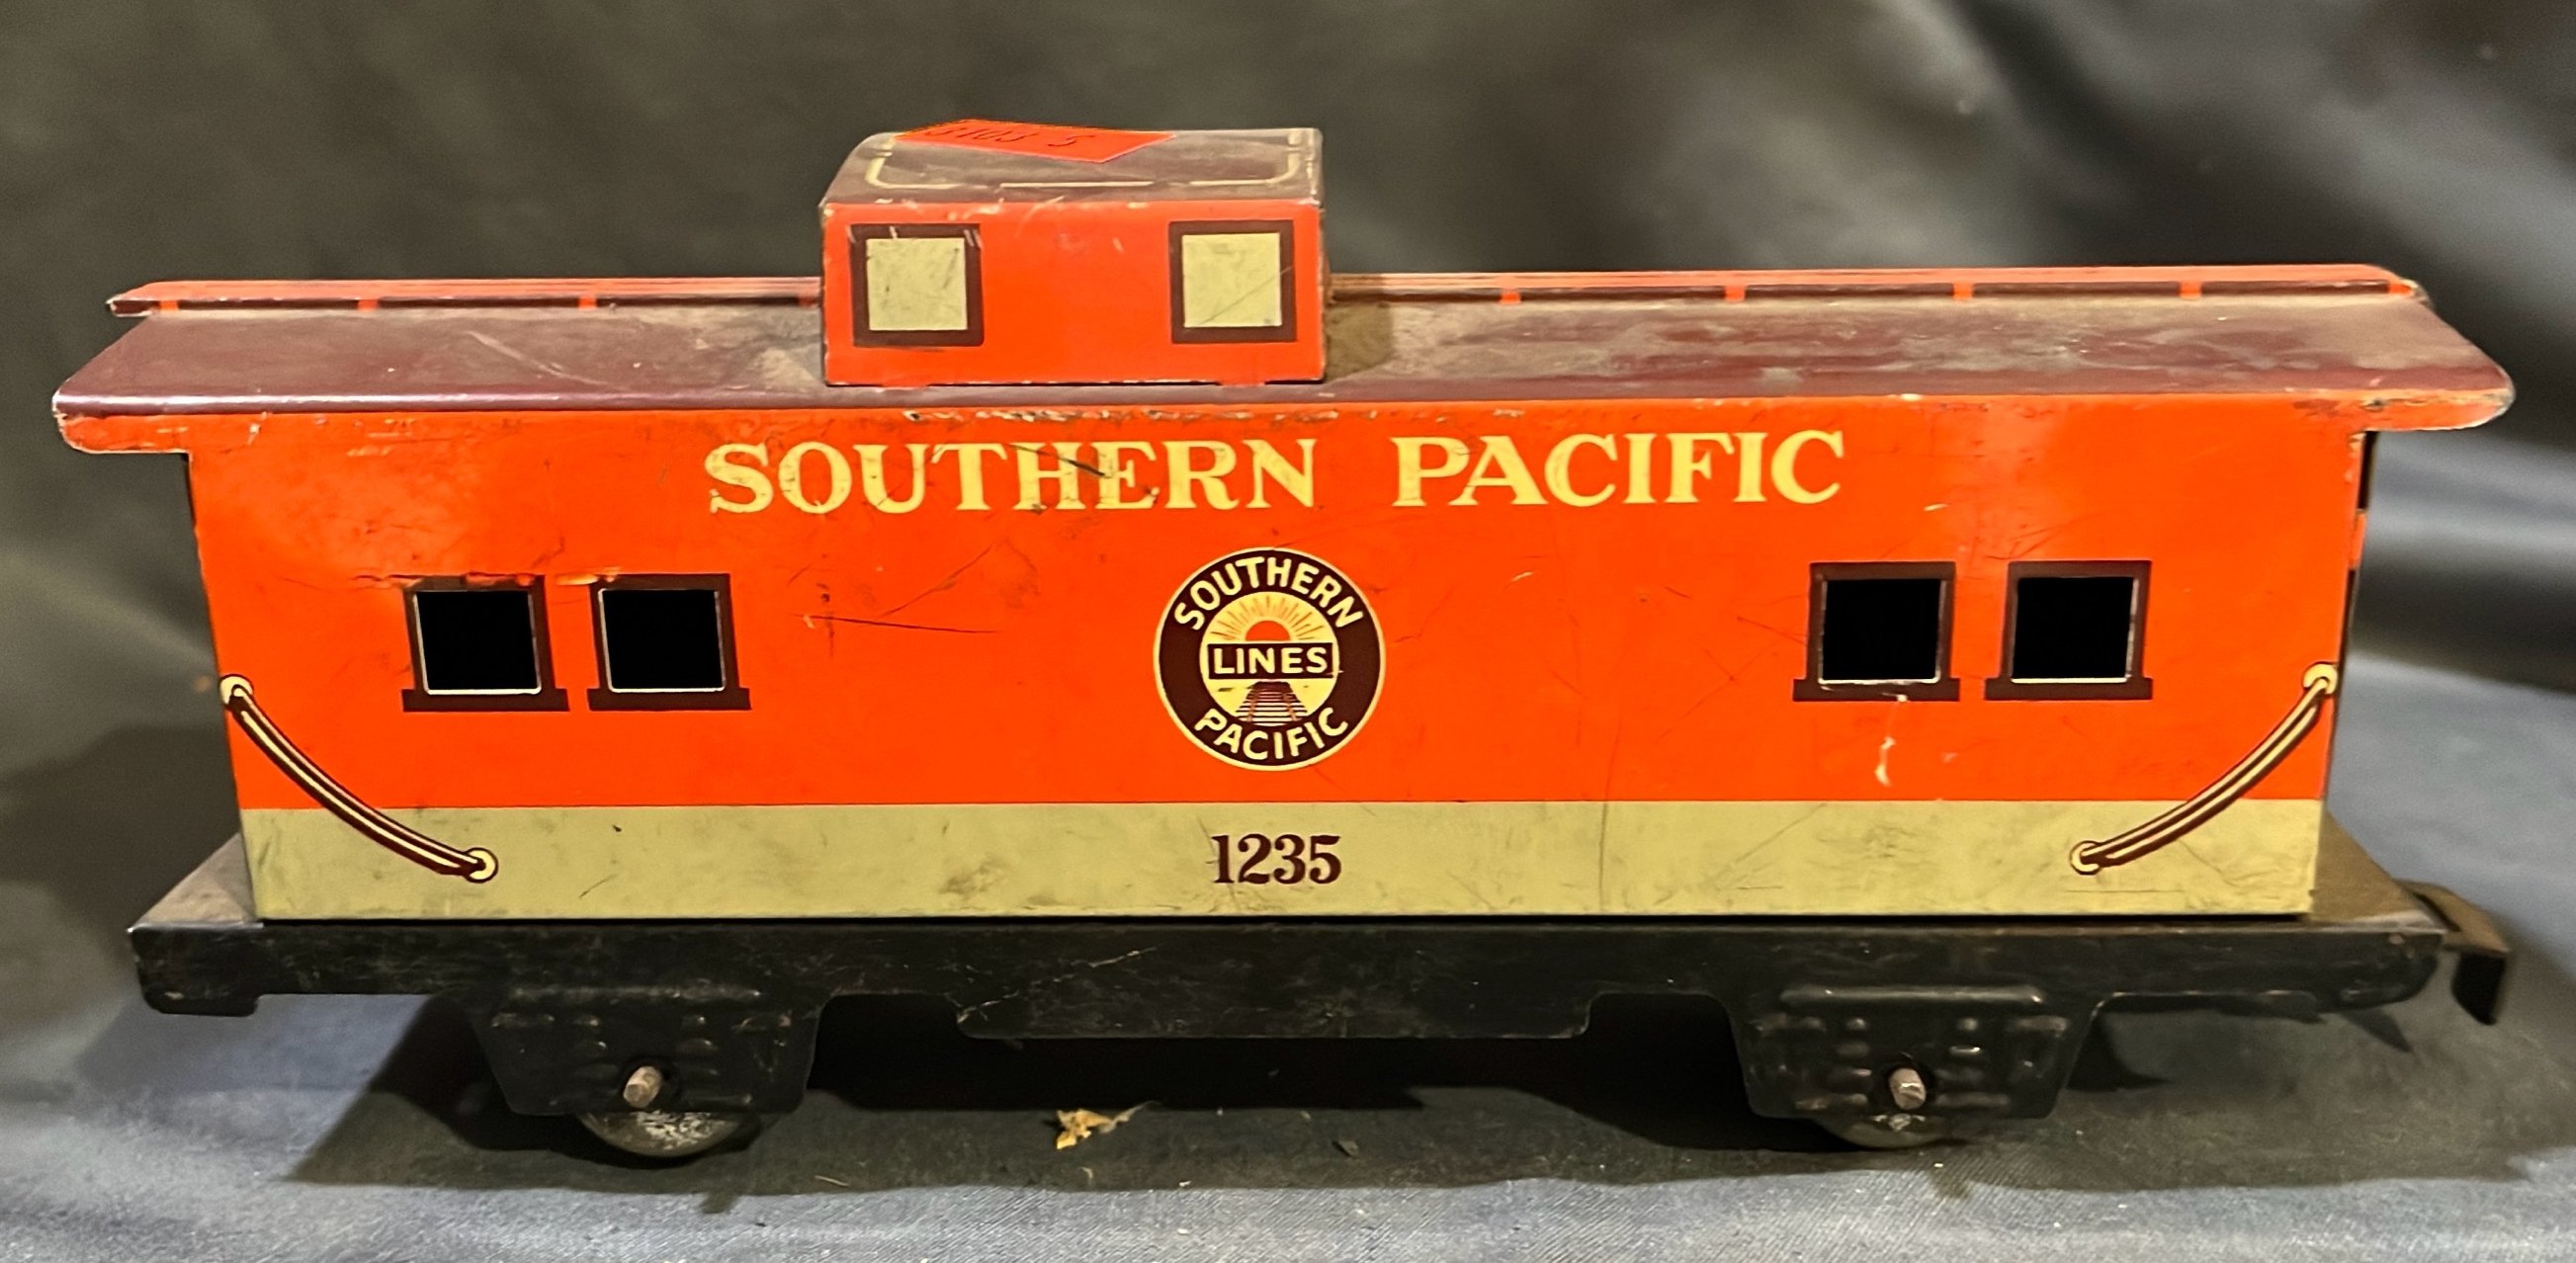 SOUTHERN PACIFIC
SOUTHERN
LINES
PACIFIC
1235